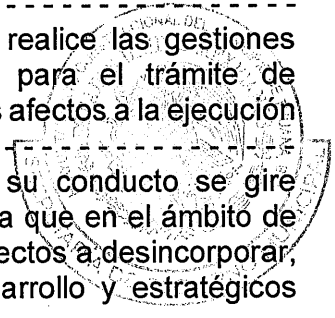 realice las gestiones
para el trámite de
s afectos a la ejecución
su conducto se gire
a que en el ámbito de
ectos a desincorporar,
arrollo y estratégicos